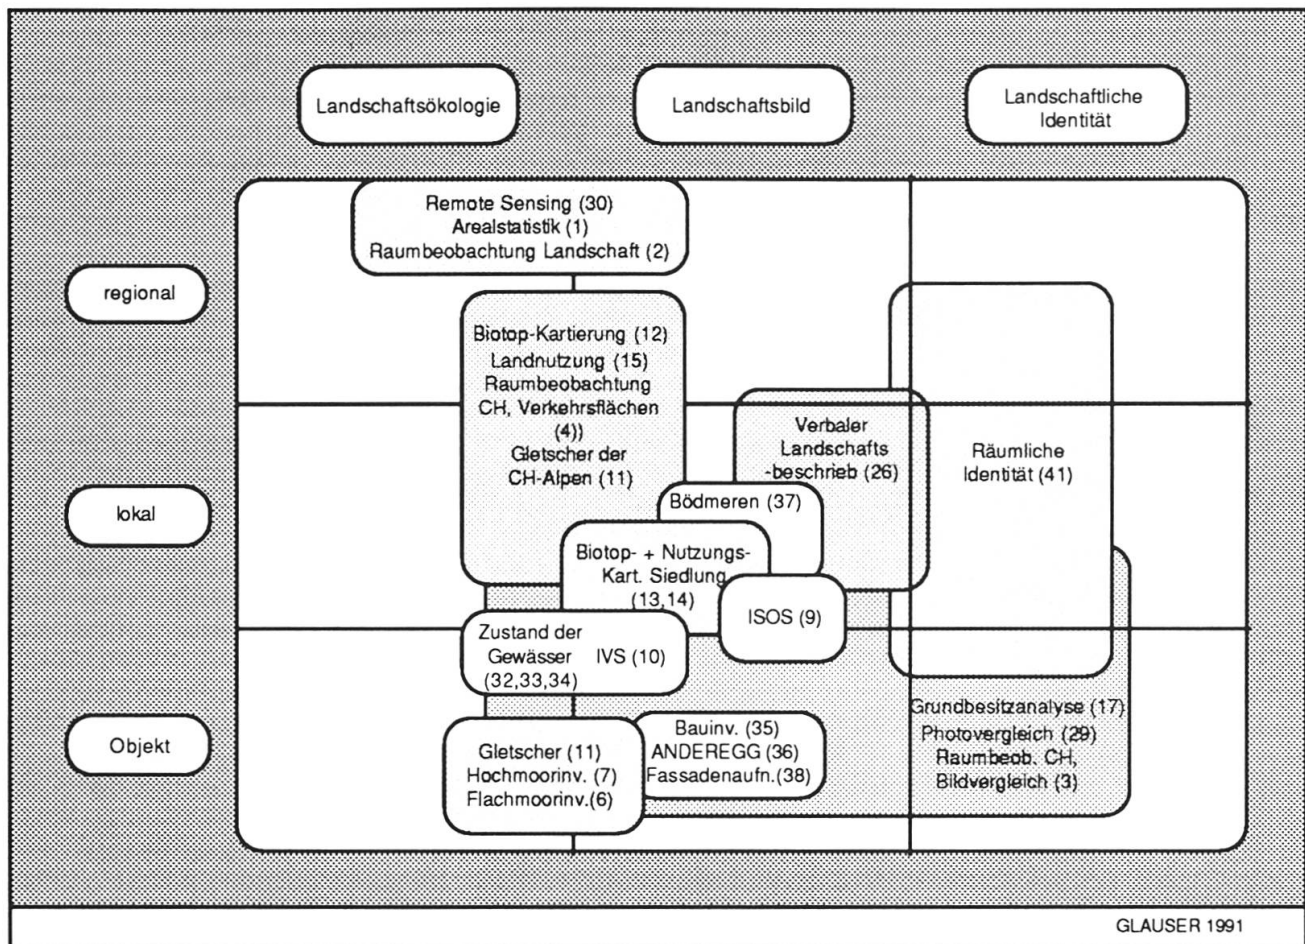 Landschaftsökologie
Landschaftsbild
Landschaftliche
Identität
regional
Remote Sensing (30)
Arealstatistik (1)
Raumbeobachtung Landschaft (2)
Biotop-Kartierung (12)
Landnutzung (15)
Raumbeobachtung
CH, Verkehrsflächen
(4))
Gletscher der
CH-Alpen (11)
lokal
Verbaler
Landschafts
-beschrieb (26)
Räumliche
Identität (41)
Bödmeren (37)
Biotop- + Nutzungs-
Kart. Siedlung
(13,14)
ISOS (9)
Objekt
Zustand der
Gewässer
(32,33,34)
IVS (10)
Gletscher (11)
Hochmoorinv. (7)
Flachmoorinv.(6)
Bauinv. (35)
ANDEREGG (36)
Fassadenaufn.(38)
Grundbesitzanalyse (17)
Photovergleich (29)
Raumbeob. CH,
Bildvergleich (3)
GLAUSER 1991